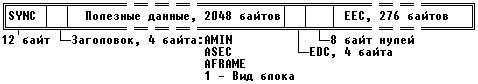 SYNC Полезные данные, 2048 байтов EEC, 276 байтов
12 байт Заголовок, 4 байта: AMIN 8 байт нулей
ASEC EDC, 4 байта
AFRAME
1 - Вид блока